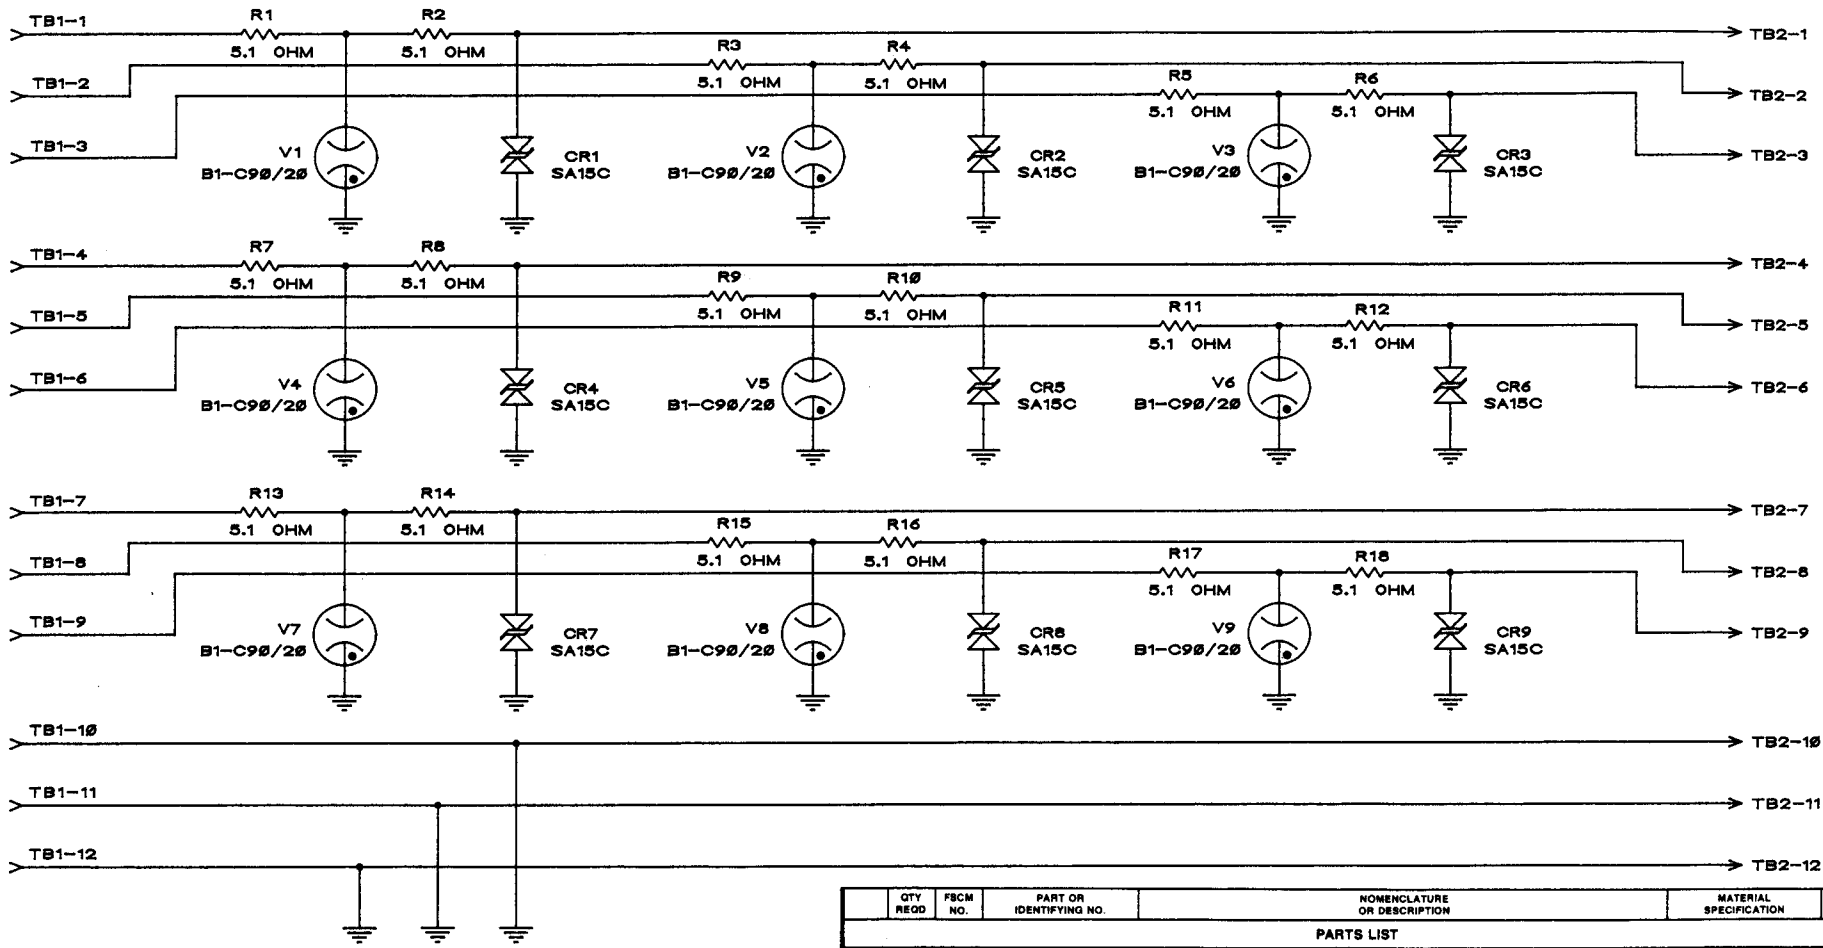 TB1-1 R1 R2 TB2-1
5.1 OHM 5.1 OHM R3 R4
TB1-2 5.1 OHM 5.1 OHM R5 R6 TB2-2
5.1 OHM 5.1 OHM
TB1-3 V1 CR1 V2 CR2 V3 CR3 TB2-3
B1-C90/20 SA15C B1-C90/20 SA15C B1-C90/20 SA15C
TB1-4 R7 R8 TB2-4
5.1 OHM 5.1 OHM R9 R10
TB1-5 5.1 OHM 5.1 OHM R11 R12 TB2-5
5.1 OHM 5.1 OHM
TB1-6 V4 CR4 V5 CR5 V6 CR6 TB2-6
B1-C90/20 SA15C B1-C90/20 SA15C B1-C90/20 SA15C
TB1-7 R13 R14 TB2-7
5.1 OHM 5.1 OHM R15 R16
TB1-8 5.1 OHM 5.1 OHM R17 R18 TB2-8
5.1 OHM 5.1 OHM
TB1-9 V7 CR7 V8 CR8 V9 CR9 TB2-9
B1-C90/20 SA15C B1-C90/20 SA15C B1-C90/20 SA15C
TB1-10 TB2-10
TB1-11 TB2-11
TB1-12 TB2-12
QTY REQD FSCM NO. PART OR IDENTIFYING NO. NOMENCLATURE OR DESCRIPTION MATERIAL SPECIFICATION
PARTS LIST